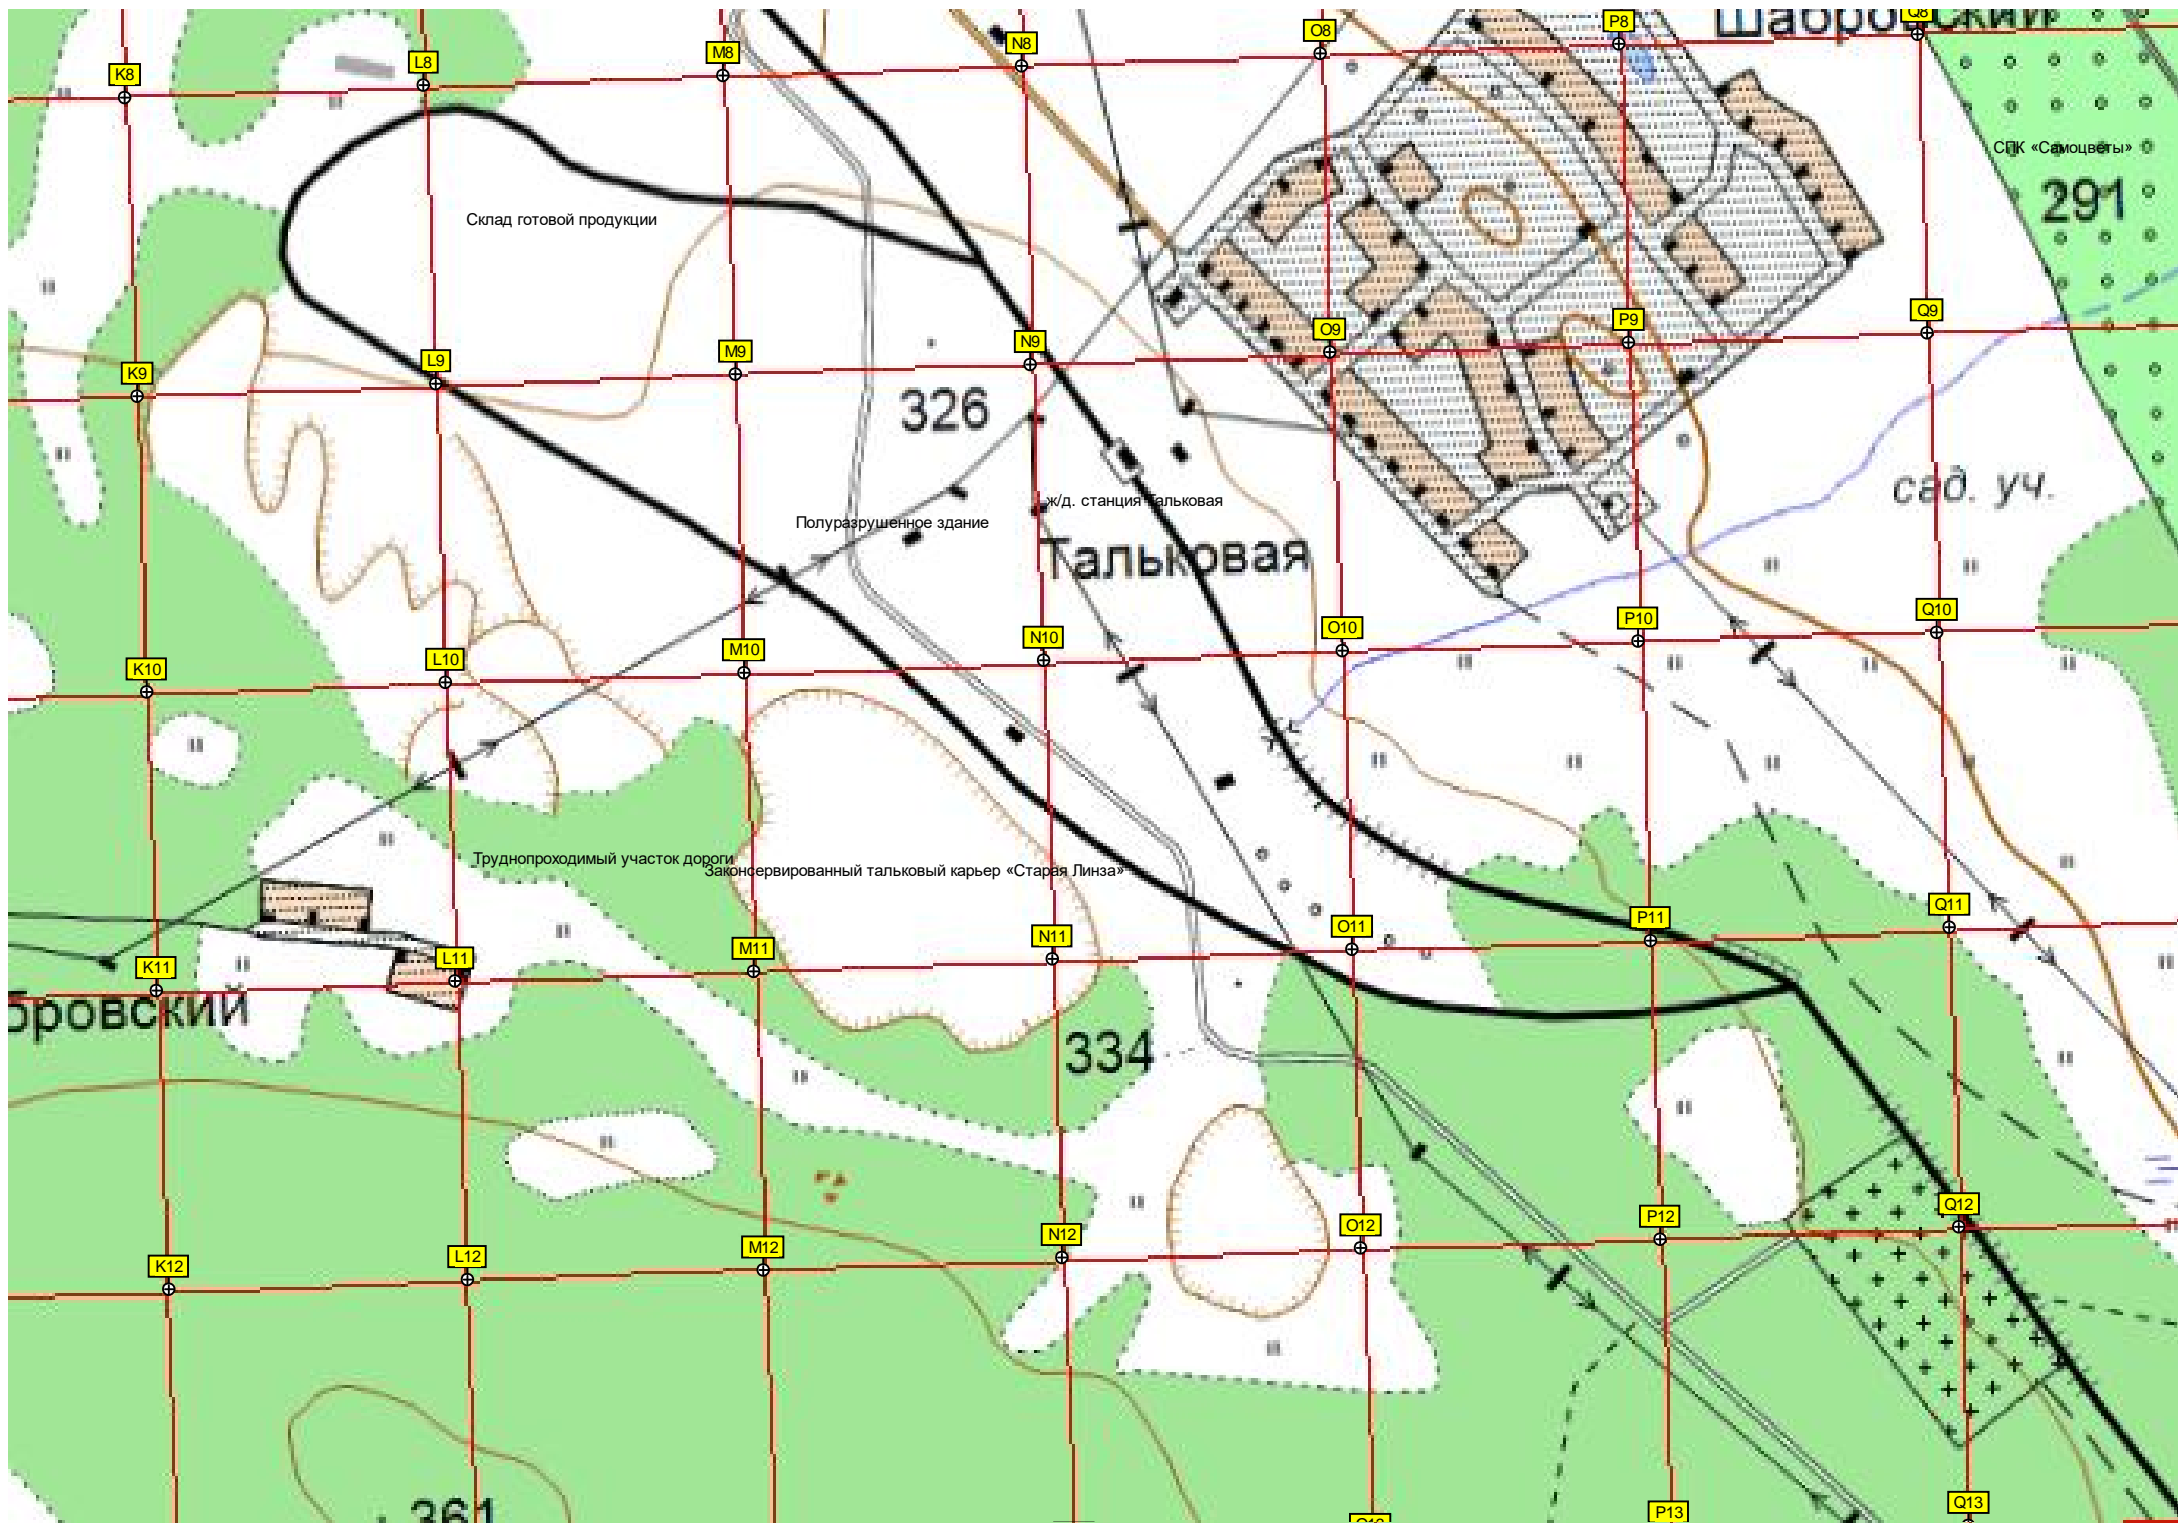 Шабровский
Q8
P8
O8
N8
M8
L8
K8
СПК «Самоцветы»
291
Склад готовой продукции
Q9
P9
O9
N9
M9
L9
K9
326
сад. уч.
ж/д. станция Тальковая
Полуразрушенное здание
Тальковая
Q10
P10
O10
N10
M10
L10
K10
Труднопроходимый участок дороги
Законсервированный тальковый карьер «Старая Линза»
Q11
P11
O11
N11
M11
L11
K11
бровский
334
Q12
P12
O12
N12
M12
L12
K12
361
P13
Q13